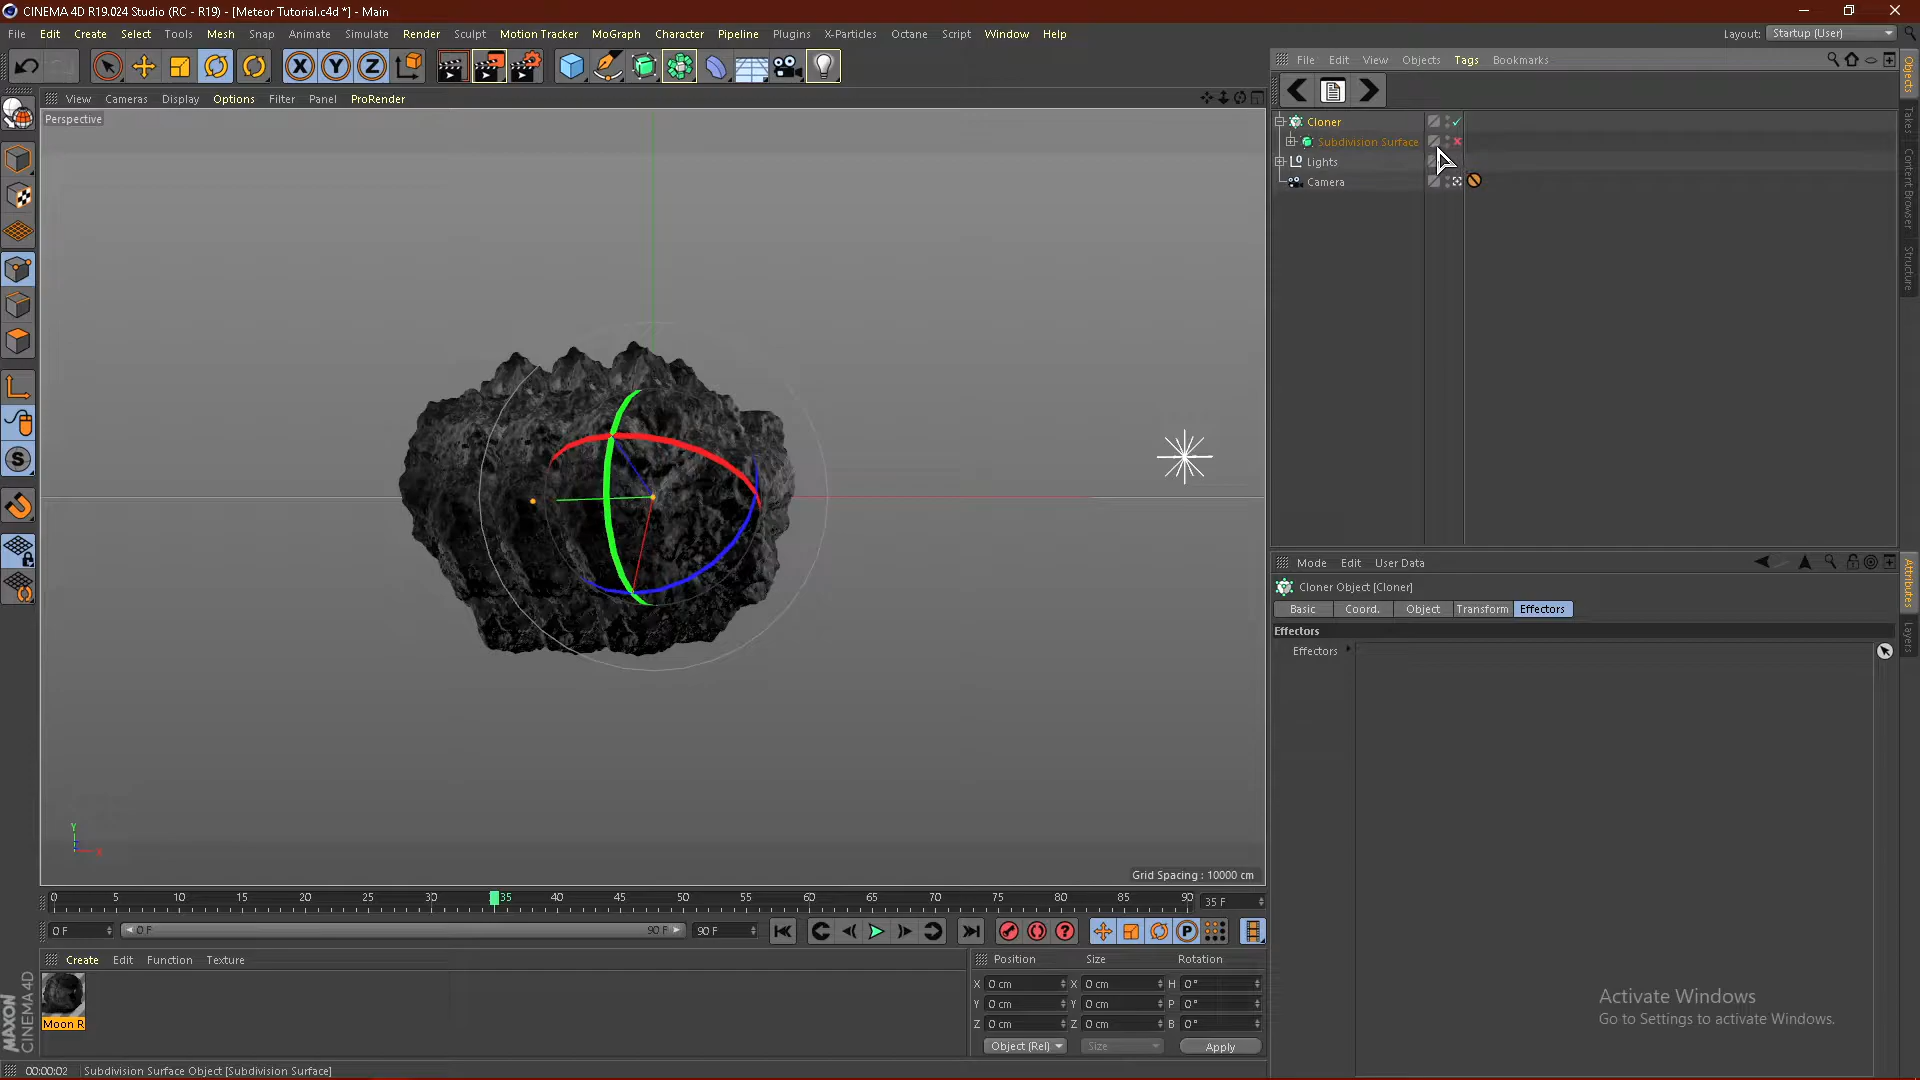 CINEMA 4D R19.024 Studio (RC - R19) - [Meteor Tutorial.c4d *] - Main
File Edit Create Select Tools Mesh Snap Animate Simulate Render Sculpt Motion Tracker MoGraph Character Pipeline Plugins X-Particles Octane Script Window Help
Layout: Startup (User)
File Edit View Objects Tags Bookmarks
View Cameras Display Options Filter Panel ProRender
Perspective
Cloner
Subdivision Surface
Lights
Camera
Objects
Takes
Content Browser
Structure
Mode Edit User Data
Cloner Object [Cloner]
Basic Coord. Object Transform Effectors
Effectors
Effectors
Attributes
Layers
Y
X
Grid Spacing : 10000 cm
0 5 10 15 20 25 30 35 40 45 50 55 60 65 70 75 80 85 90 35 F
0 F 0 F 90 F 90 F
Create Edit Function Texture
Moon R
Position Size Rotation
X 0 cm X 0 cm H 0 °
Y 0 cm Y 0 cm P 0 °
Z 0 cm Z 0 cm B 0 °
Object (Rel) Size Apply
MAXON
CINEMA 4D
Activate Windows
Go to Settings to activate Windows.
00:00:02 Subdivision Surface Object [Subdivision Surface]